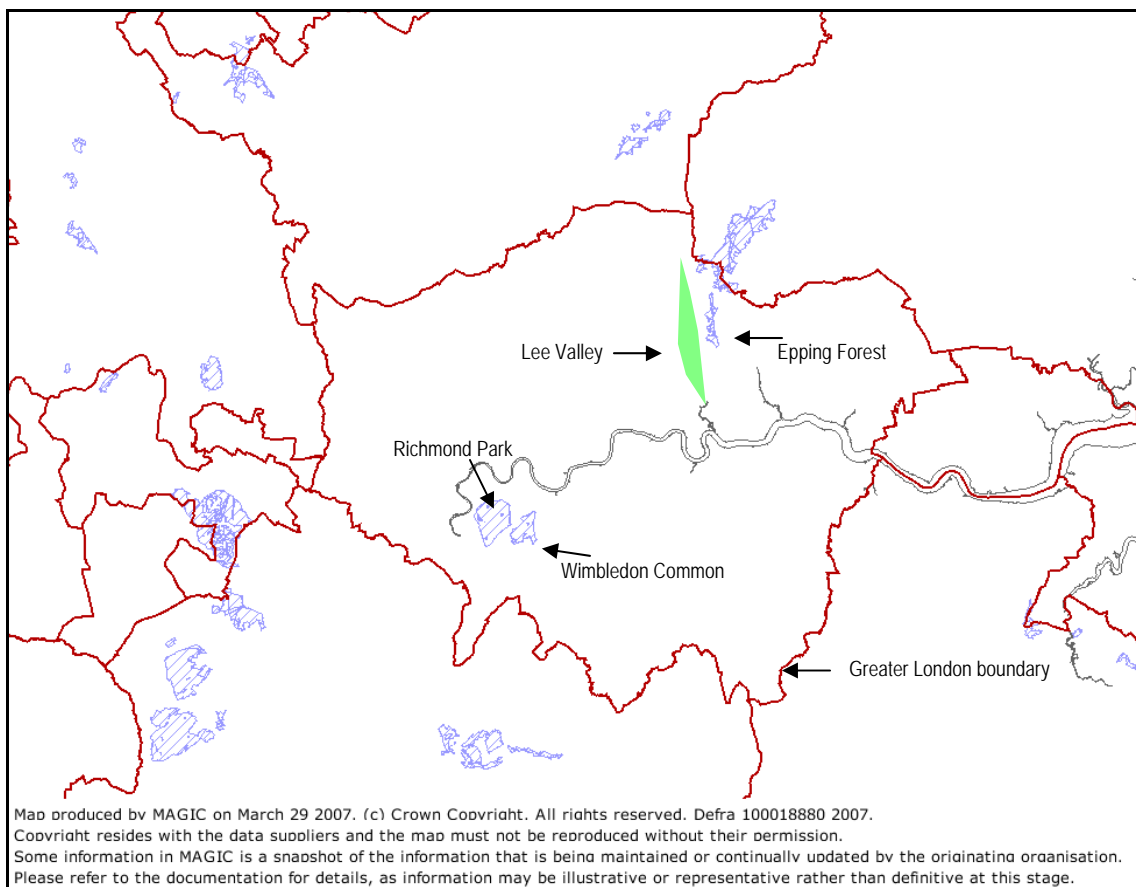 Lee Valley
Epping Forest
Richmond Park
Wimbledon Common
Greater London boundary
Map produced by MAGIC on March 29 2007. (c) Crown Copyright. All rights reserved. Defra 100018880 2007.
Copyright resides with the data suppliers and the map must not be reproduced without their permission.
Some information in MAGIC is a snapshot of the information that is being maintained or continually updated by the originating organisation.
Please refer to the documentation for details, as information may be illustrative or representative rather than definitive at this stage.